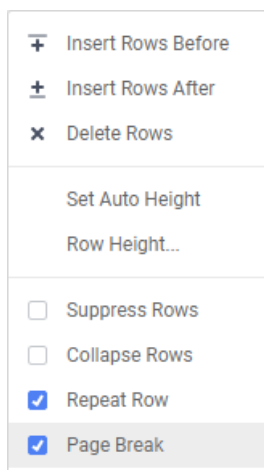 Insert Rows Before
Insert Rows After
Delete Rows
Set Auto Height
Row Height...
Suppress Rows
Collapse Rows
Repeat Row
Page Break